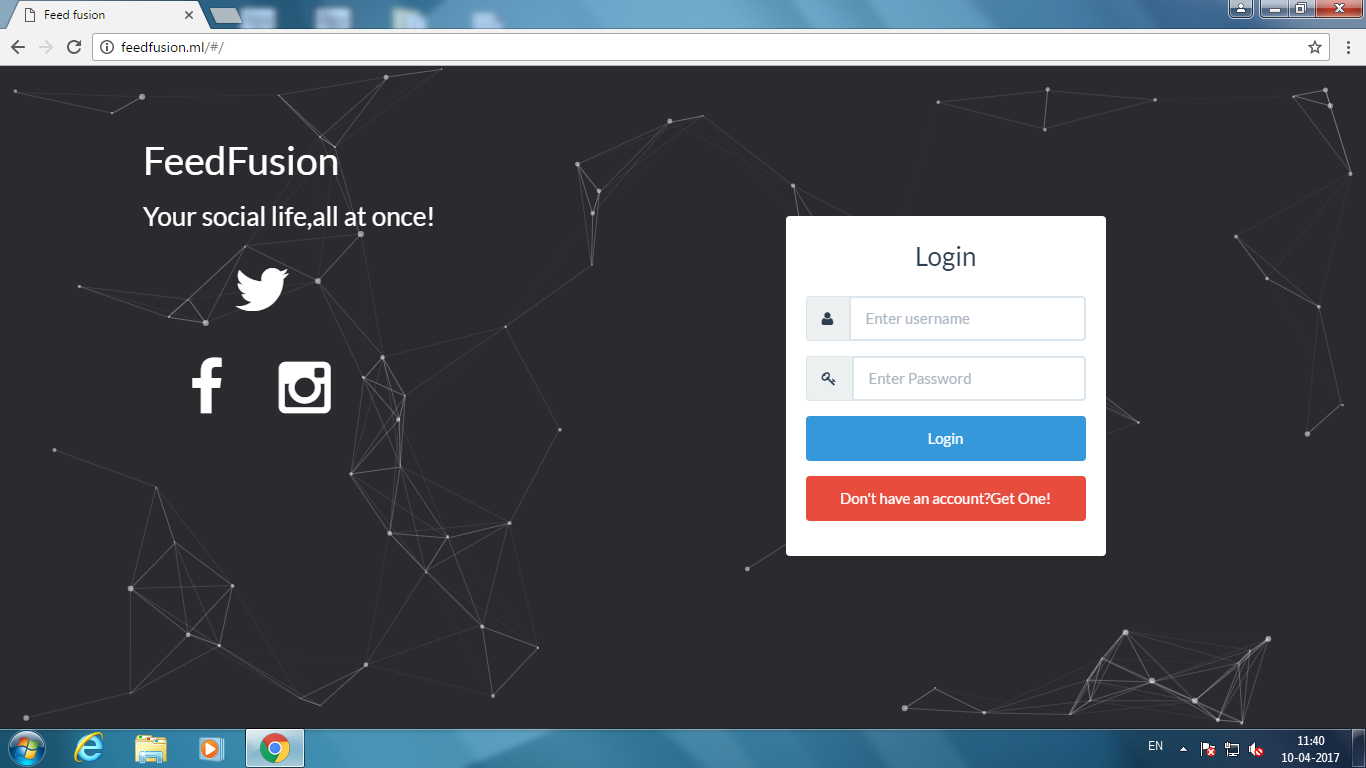 Feed fusion
feedfusion.ml/#/
FeedFusion
Your social life,all at once!
Login
Enter username
Enter Password
Login
Don't have an account?Get One!
EN
11:40
10-04-2017